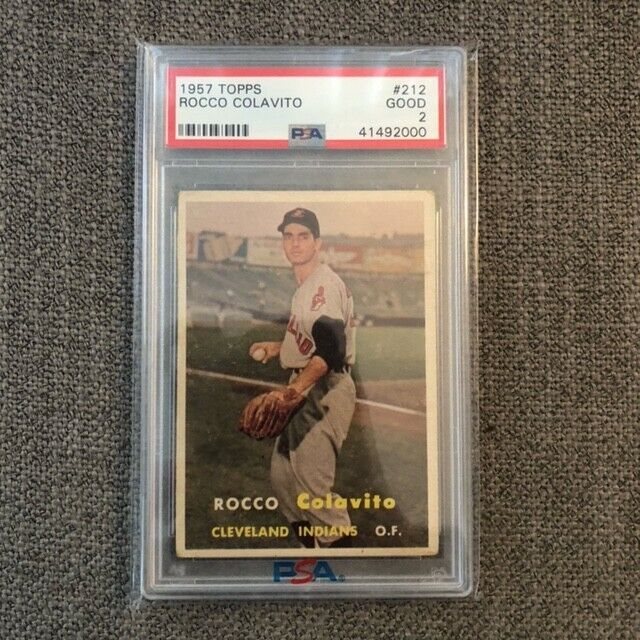 1957 TOPPS #212
ROCCO COLAVITO GOOD
2
PSA 41492000
ROCCO Colavito
CLEVELAND INDIANS O.F.
PSA